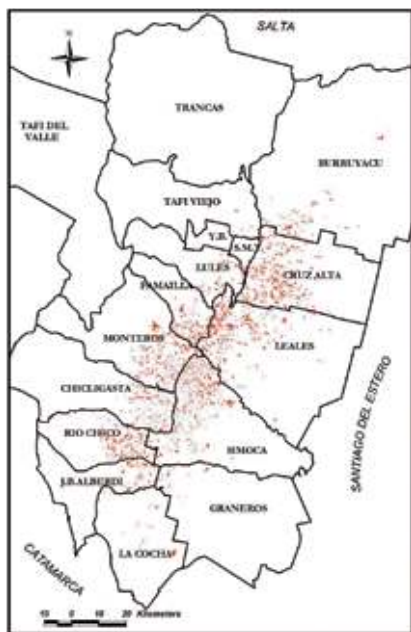 SALTA
TRANCAS
TAFI DEL
VALLE
BURRUYACU
TAFI VIEJO
Y.B.
S.M.T
LULES
CRUZ ALTA
FAMAILLA
MONTEROS
LEALES
CHICLIGASTA
RIO CHICO
SIMOCA
J.B.ALBERDI
GRANEROS
LA COCHA
SANTIAGO DEL ESTERO
CATAMARCA
10 0 10 20 Kilometers